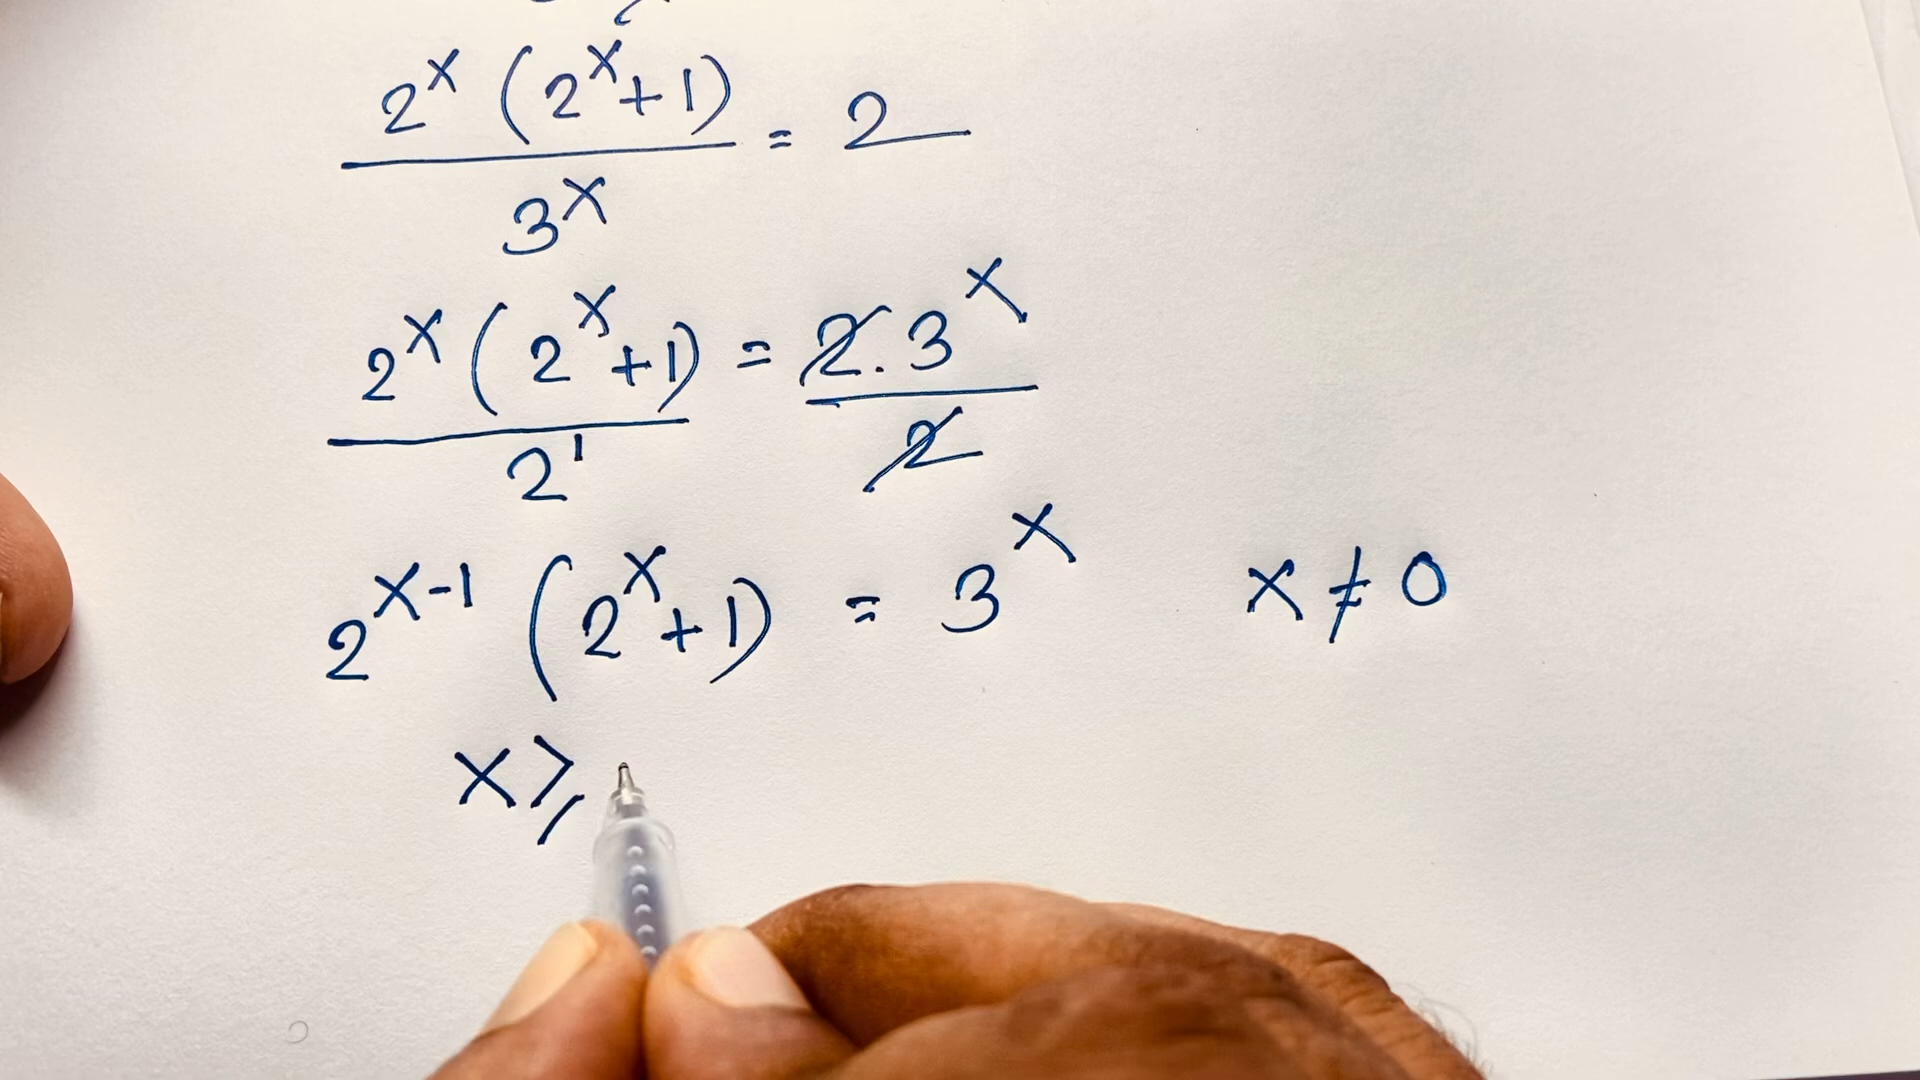 2^x (2^x + 1) / 3^x = 2
2^x (2^x + 1) / 2^1 = 2 . 3^x / 2
2^(x-1) (2^x + 1) = 3^x    x ≠ 0
x ⩾